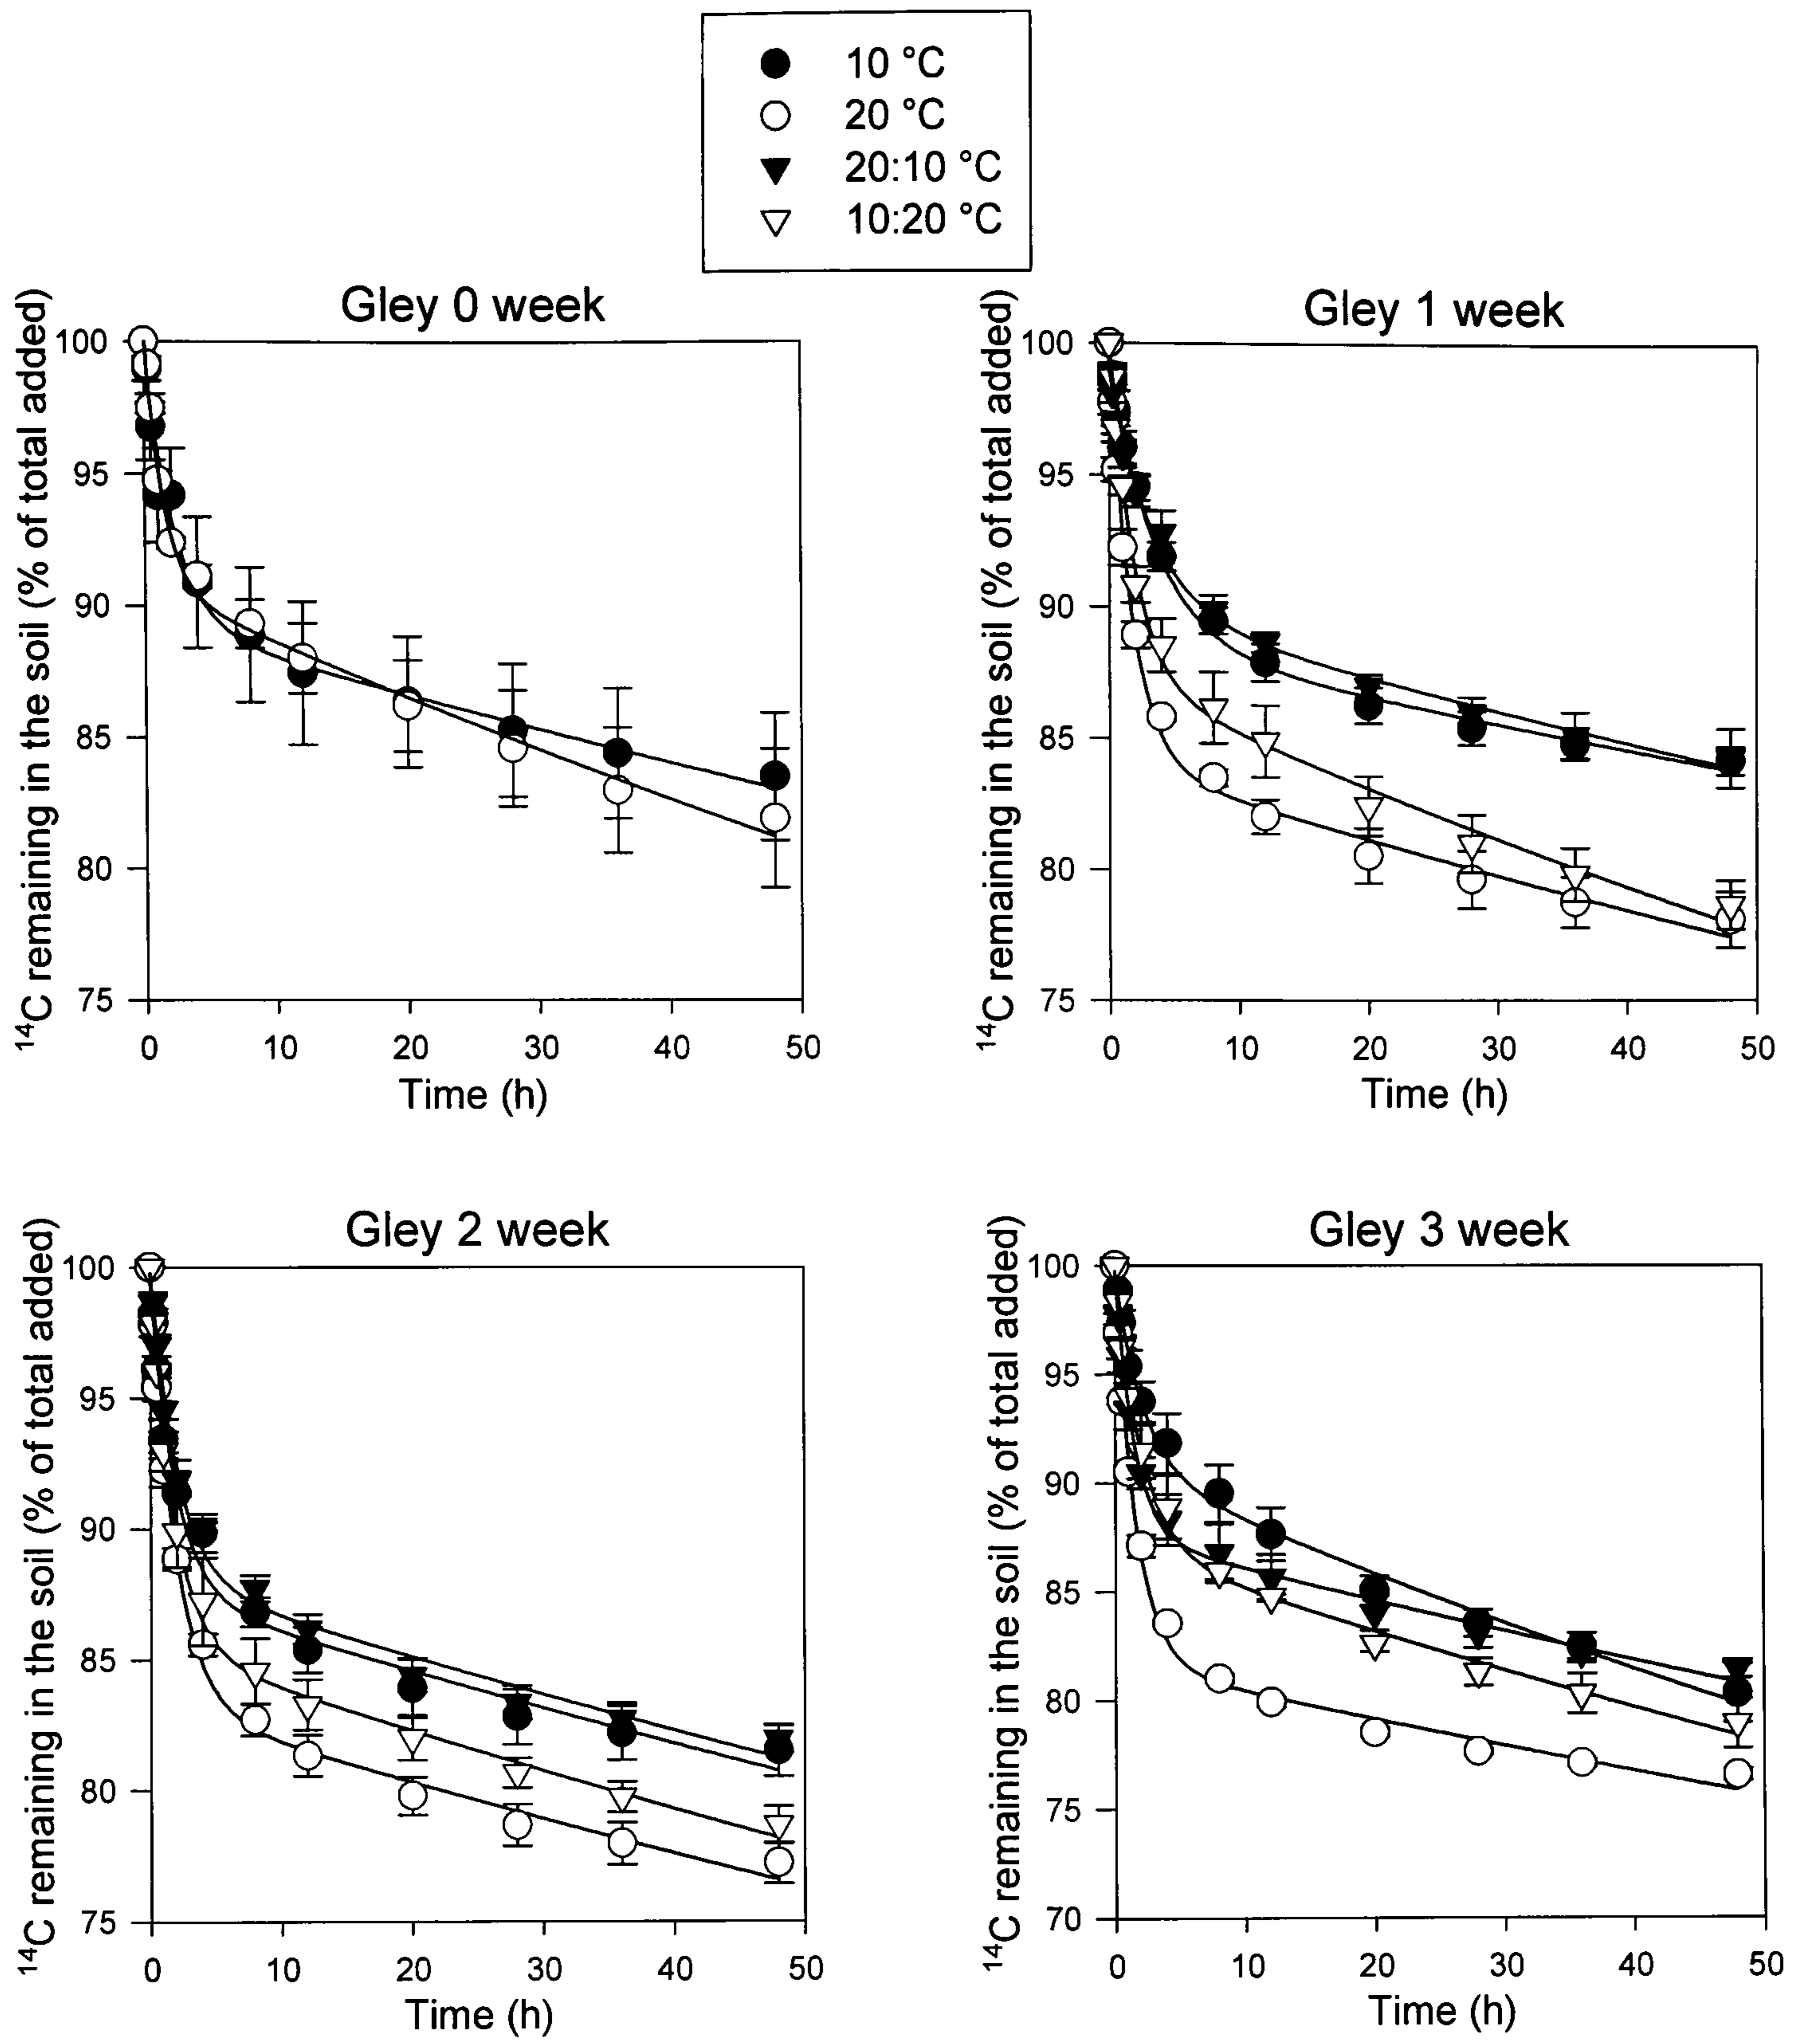 10 °C
20 °C
20:10 °C
10:20 °C
Gley 0 week
100
95
90
85
80
75
0 10 20 30 40 50
Time (h)
¹⁴C remaining in the soil (% of total added)
Gley 1 week
100
95
90
85
80
75
0 10 20 30 40 50
Time (h)
¹⁴C remaining in the soil (% of total added)
Gley 2 week
100
95
90
85
80
75
0 10 20 30 40 50
Time (h)
¹⁴C remaining in the soil (% of total added)
Gley 3 week
100
95
90
85
80
75
70
0 10 20 30 40 50
Time (h)
¹⁴C remaining in the soil (% of total added)